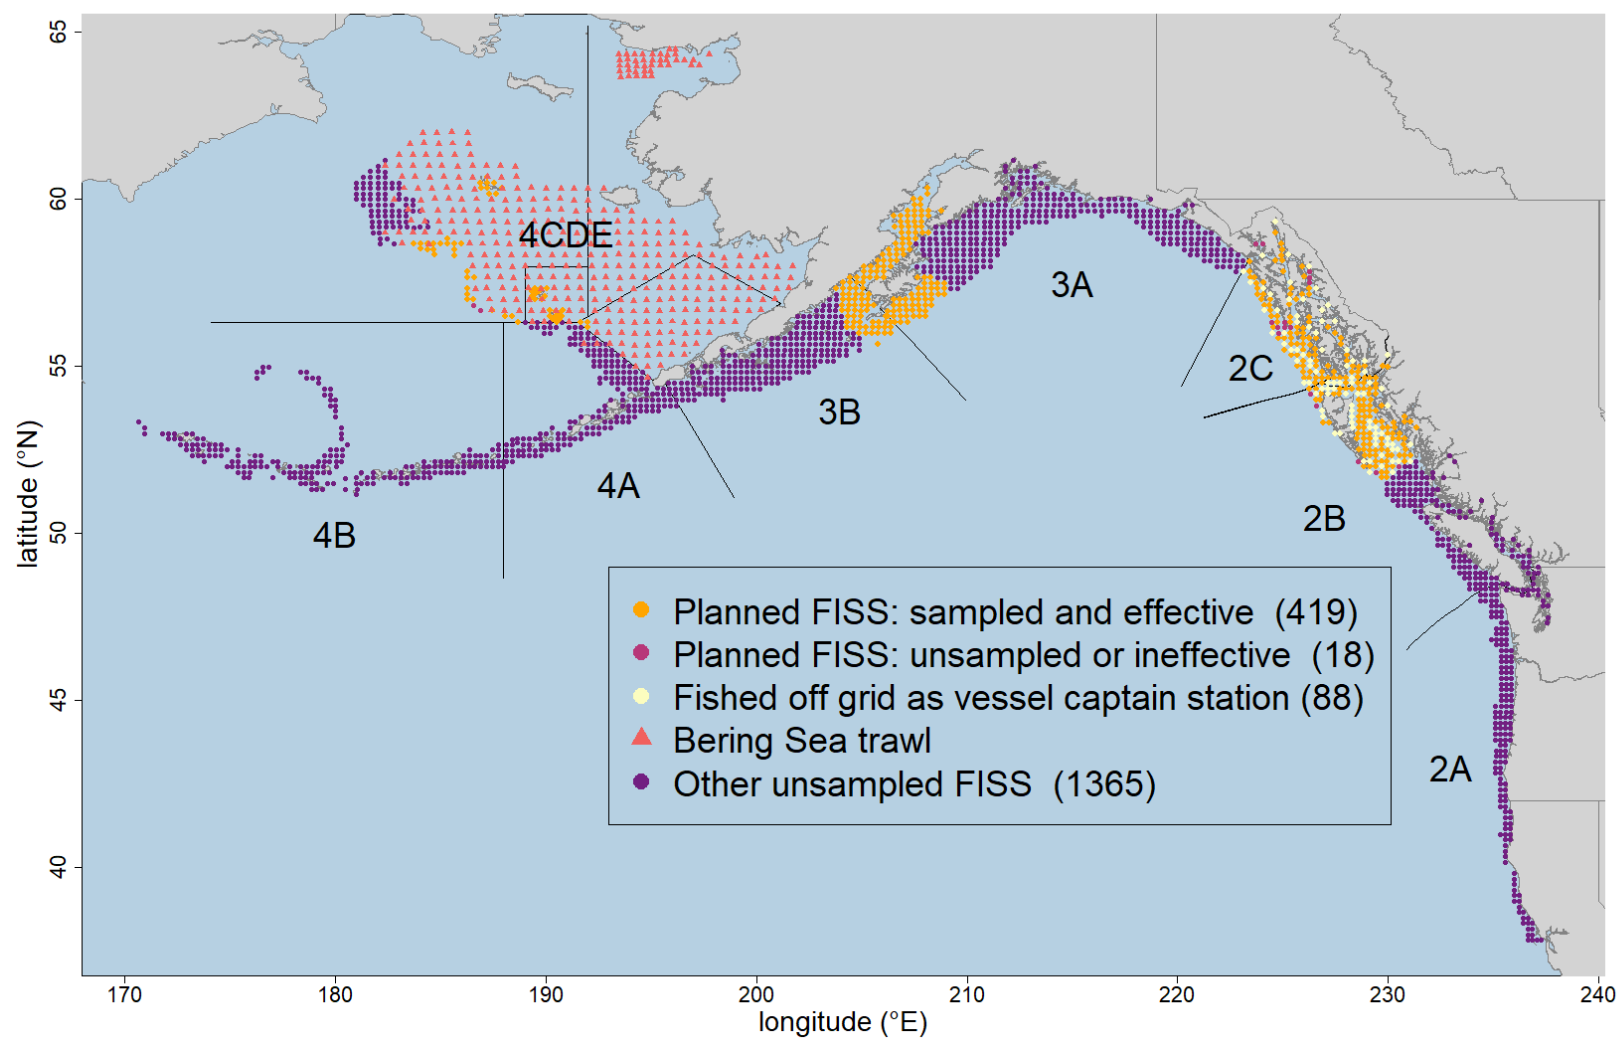 65
60
55
50
45
40
latitude (°N)
4CDE
3A
2C
3B
4A
4B
2B
2A
Planned FISS: sampled and effective (419)
Planned FISS: unsampled or ineffective (18)
Fished off grid as vessel captain station (88)
Bering Sea trawl
Other unsampled FISS (1365)
170 180 190 200 210 220 230 240
longitude (°E)